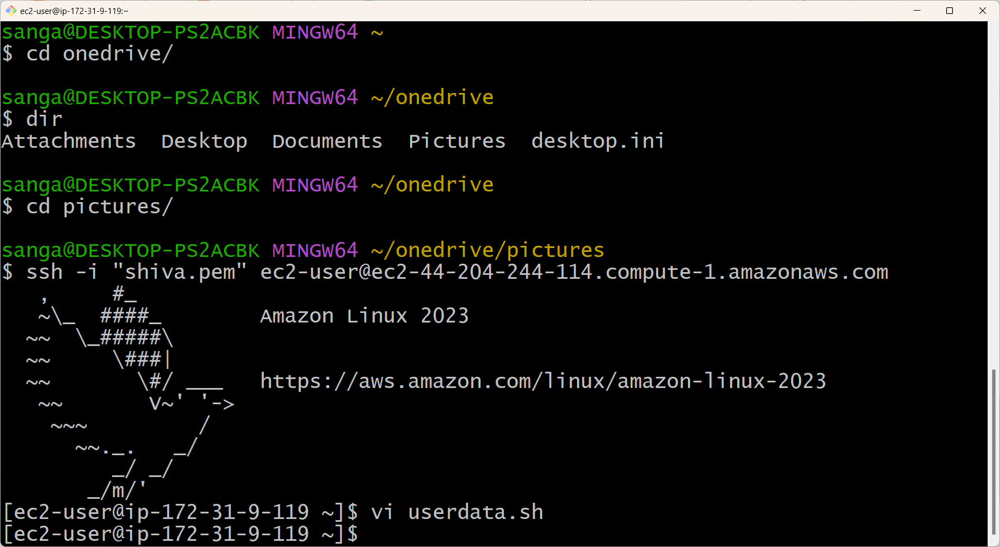 ec2-user@ip-172-31-9-119:~
sanga@DESKTOP-PS2ACBK MINGW64 ~
$ cd onedrive/
sanga@DESKTOP-PS2ACBK MINGW64 ~/onedrive
$ dir
Attachments  Desktop  Documents  Pictures  desktop.ini
sanga@DESKTOP-PS2ACBK MINGW64 ~/onedrive
$ cd pictures/
sanga@DESKTOP-PS2ACBK MINGW64 ~/onedrive/pictures
$ ssh -i "shiva.pem" ec2-user@ec2-44-204-244-114.compute-1.amazonaws.com
   ,     #_
   ~\_  ####_        Amazon Linux 2023
  ~~  \_#####\
  ~~     \###|
  ~~       \#/ ___   https://aws.amazon.com/linux/amazon-linux-2023
   ~~       V~' '->
    ~~~         /
      ~~._.   _/
         _/ _/
       _/m/'
[ec2-user@ip-172-31-9-119 ~]$ vi userdata.sh
[ec2-user@ip-172-31-9-119 ~]$